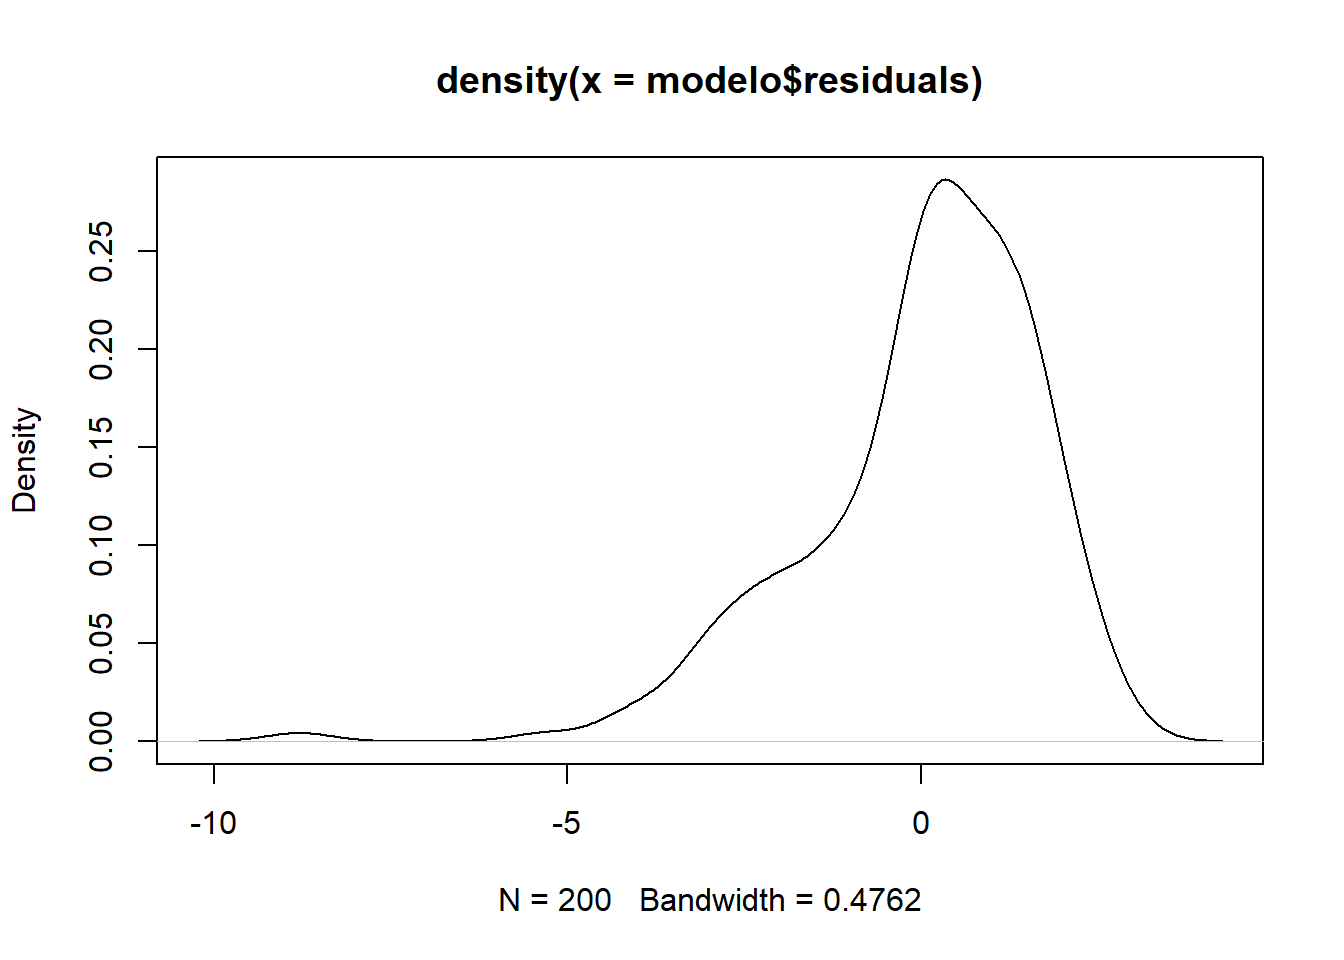 density(x = modelo$residuals)
Density
0.25
0.20
0.15
0.10
0.05
0.00
-10 -5 0
N = 200 Bandwidth = 0.4762